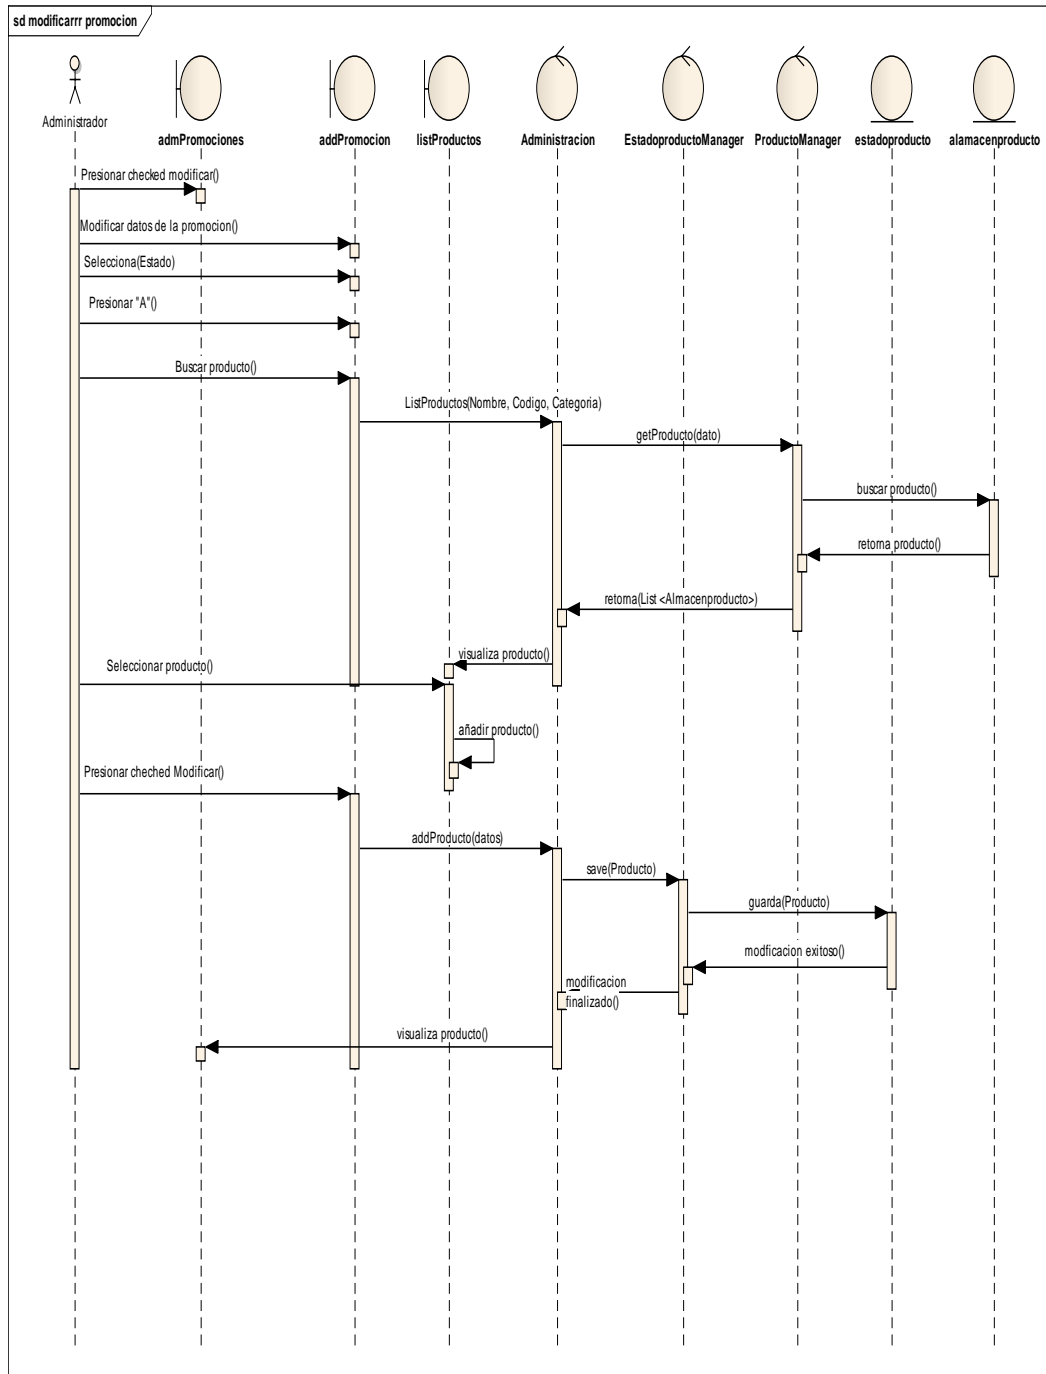 sd modificarrr promocion
Administrador
admPromociones
addPromocion
listProductos
Administracion
EstadoproductoManager
ProductoManager
estadoproducto
alamacenproducto
Presionar checked modificar()
Modificar datos de la promocion()
Selecciona(Estado)
Presionar "A"()
Buscar producto()
ListProductos(Nombre, Codigo, Categoria)
getProducto(dato)
buscar producto()
retorna producto()
retorna(List <Almacenproducto>)
visualiza producto()
Seleccionar producto()
añadir producto()
Presionar cheched Modificar()
addProducto(datos)
save(Producto)
guarda(Producto)
modficacion exitoso()
modificacion
finalizado()
visualiza producto()